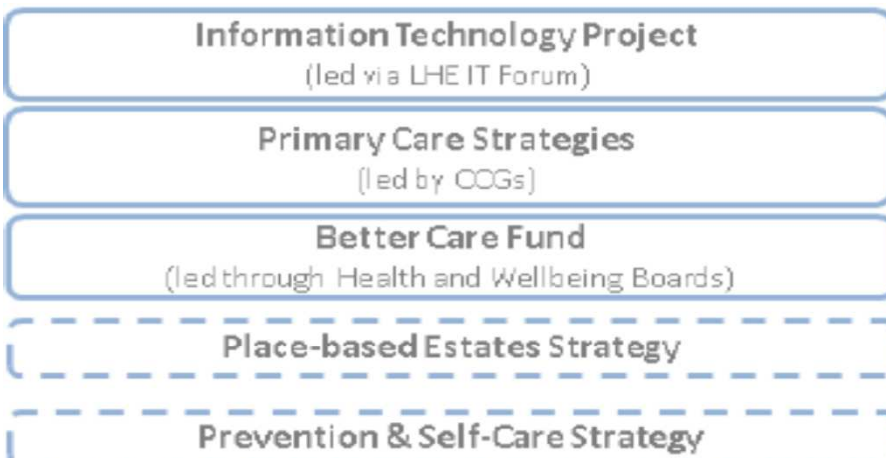 Information Technology Project
(led via LHE IT Forum)
Primary Care Strategies
(led by CCGs)
Better Care Fund
(led through Health and Wellbeing Boards)
Place-based Estates Strategy
Prevention & Self-Care Strategy